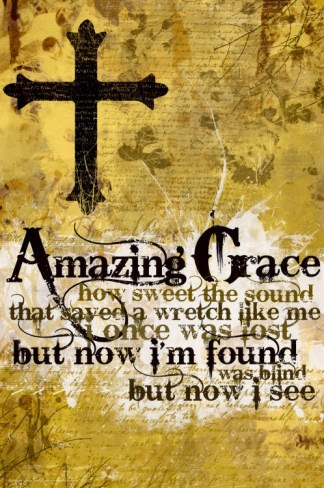 Amazing Grace
how sweet the sound
that saved a wretch like me
i once was lost
but now i'm found
was blind
but now i see